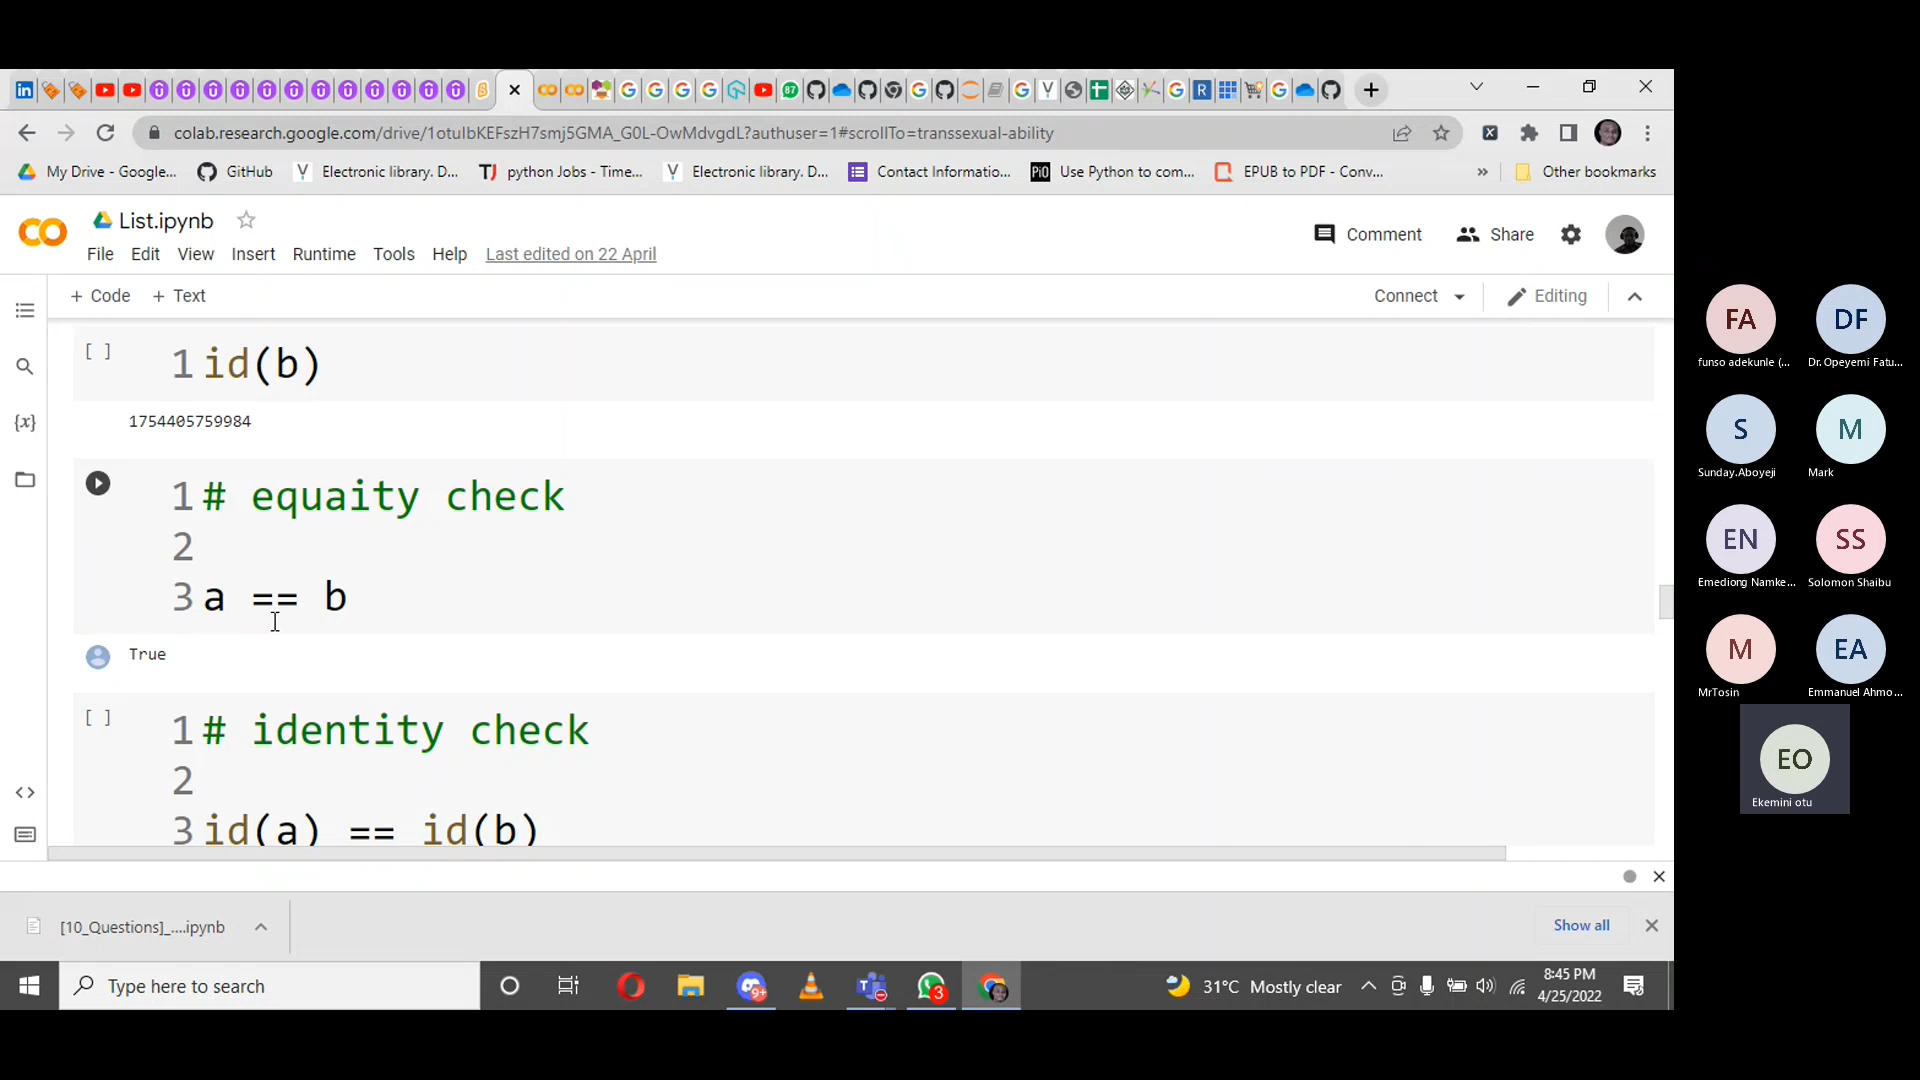 colab.research.google.com/drive/1otuIbKEFszH7smj5GMA_G0L-OwMdvgdL?authuser=1#scrollTo=transsexual-ability
My Drive - Google... GitHub Electronic library. D... python Jobs - Time... Electronic library. D... Contact Informatio... Use Python to com... EPUB to PDF - Conv... » Other bookmarks
List.ipynb
File Edit View Insert Runtime Tools Help Last edited on 22 April
Comment Share
+ Code + Text
Connect Editing
[ ] 1 id(b)
1754405759984
1 # equaity check
2
3 a == b
True
[ ] 1 # identity check
2
3 id(a) == id(b)
[10_Questions]_....ipynb
Show all
Type here to search
31°C Mostly clear
8:45 PM
4/25/2022
FA
funso adekunle (...
DF
Dr. Opeyemi Fatu...
S
Sunday.Aboyeji
M
Mark
EN
Emediong Namke...
SS
Solomon Shaibu
M
MrTosin
EA
Emmanuel Ahmo...
EO
Ekemini otu